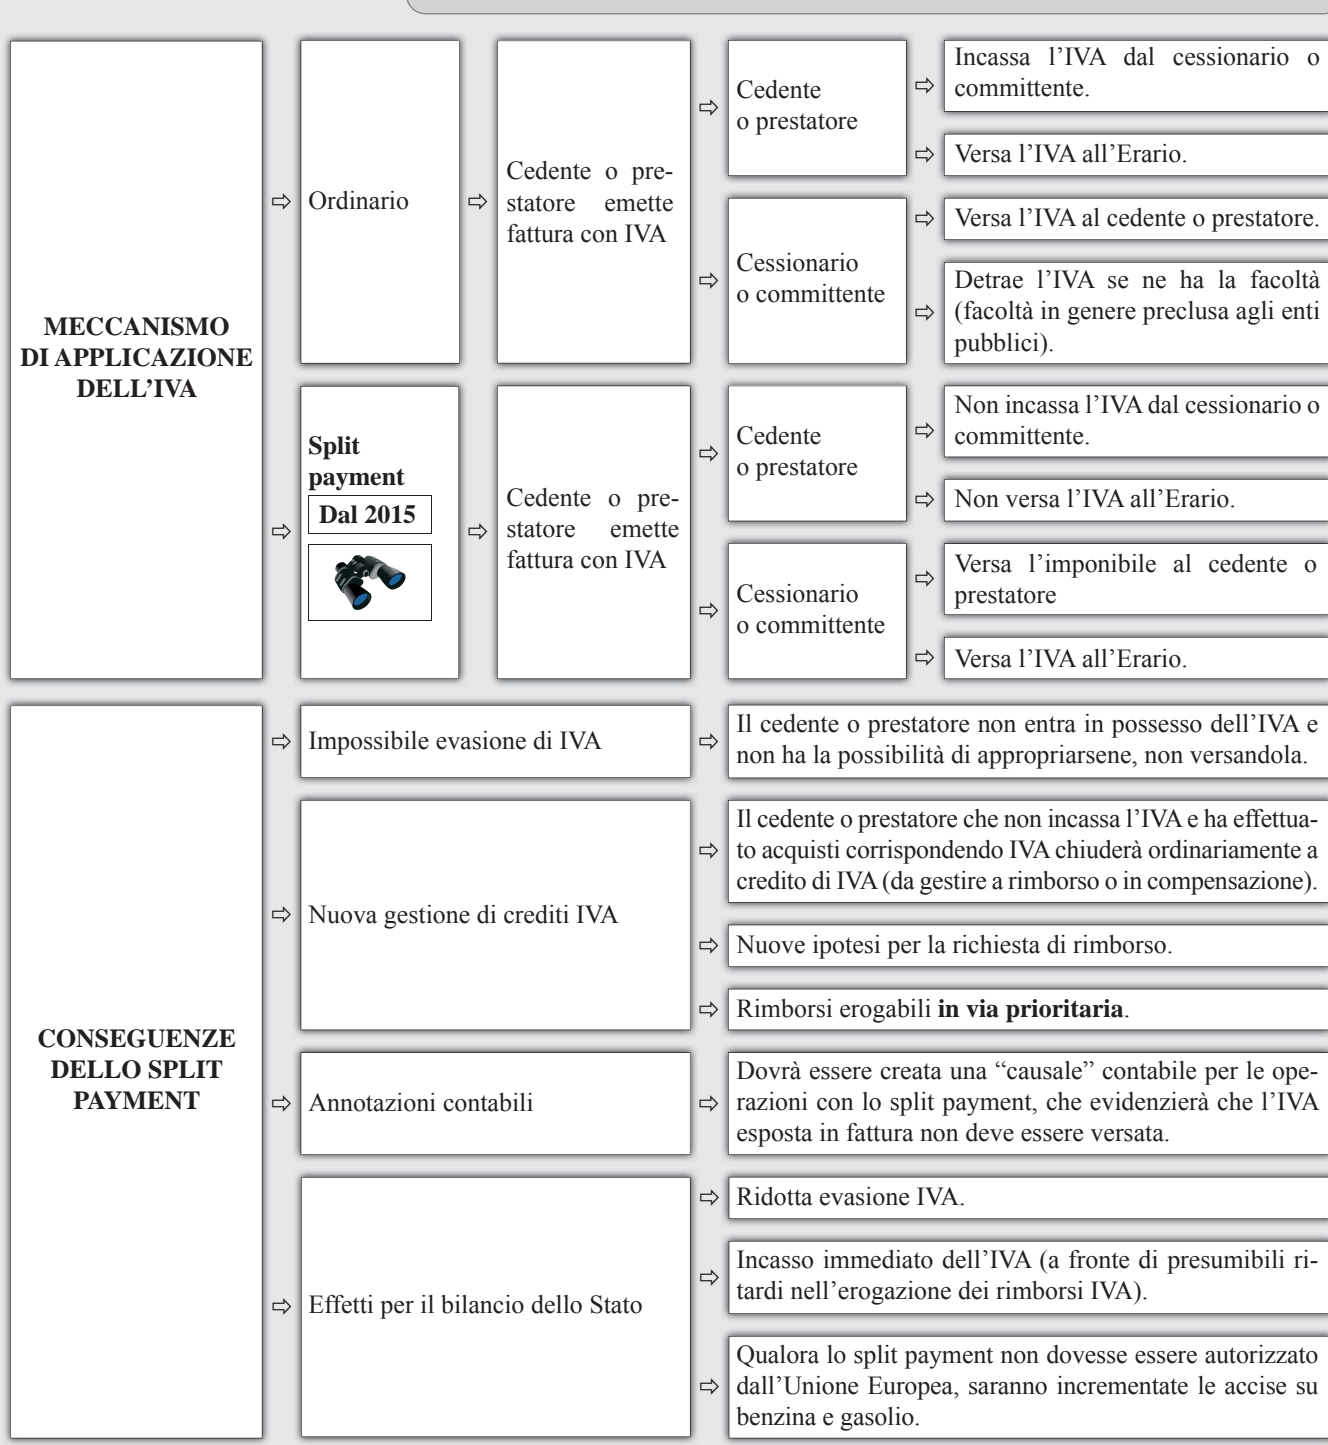 MECCANISMO
DI APPLICAZIONE
DELL’IVA
⇨ Ordinario
⇨ Cedente o pre-
statore emette
fattura con IVA
⇨ Cedente
o prestatore
⇨ Incassa l’IVA dal cessionario o
committente.
⇨ Versa l’IVA all’Erario.
⇨ Cessionario
o committente
⇨ Versa l’IVA al cedente o prestatore.
⇨ Detrae l’IVA se ne ha la facoltà
(facoltà in genere preclusa agli enti
pubblici).
⇨ Split
payment
Dal 2015
⇨ Cedente o pre-
statore emette
fattura con IVA
⇨ Cedente
o prestatore
⇨ Non incassa l’IVA dal cessionario o
committente.
⇨ Non versa l’IVA all’Erario.
⇨ Cessionario
o committente
⇨ Versa l’imponibile al cedente o
prestatore
⇨ Versa l’IVA all’Erario.
CONSEGUENZE
DELLO SPLIT
PAYMENT
⇨ Impossibile evasione di IVA
⇨ Il cedente o prestatore non entra in possesso dell’IVA e
non ha la possibilità di appropriarsene, non versandola.
⇨ Nuova gestione di crediti IVA
⇨ Il cedente o prestatore che non incassa l’IVA e ha effettua-
to acquisti corrispondendo IVA chiuderà ordinariamente a
credito di IVA (da gestire a rimborso o in compensazione).
⇨ Nuove ipotesi per la richiesta di rimborso.
⇨ Rimborsi erogabili in via prioritaria.
⇨ Annotazioni contabili
⇨ Dovrà essere creata una “causale” contabile per le ope-
razioni con lo split payment, che evidenzierà che l’IVA
esposta in fattura non deve essere versata.
⇨ Effetti per il bilancio dello Stato
⇨ Ridotta evasione IVA.
⇨ Incasso immediato dell’IVA (a fronte di presumibili ri-
tardi nell’erogazione dei rimborsi IVA).
⇨ Qualora lo split payment non dovesse essere autorizzato
dall’Unione Europea, saranno incrementate le accise su
benzina e gasolio.